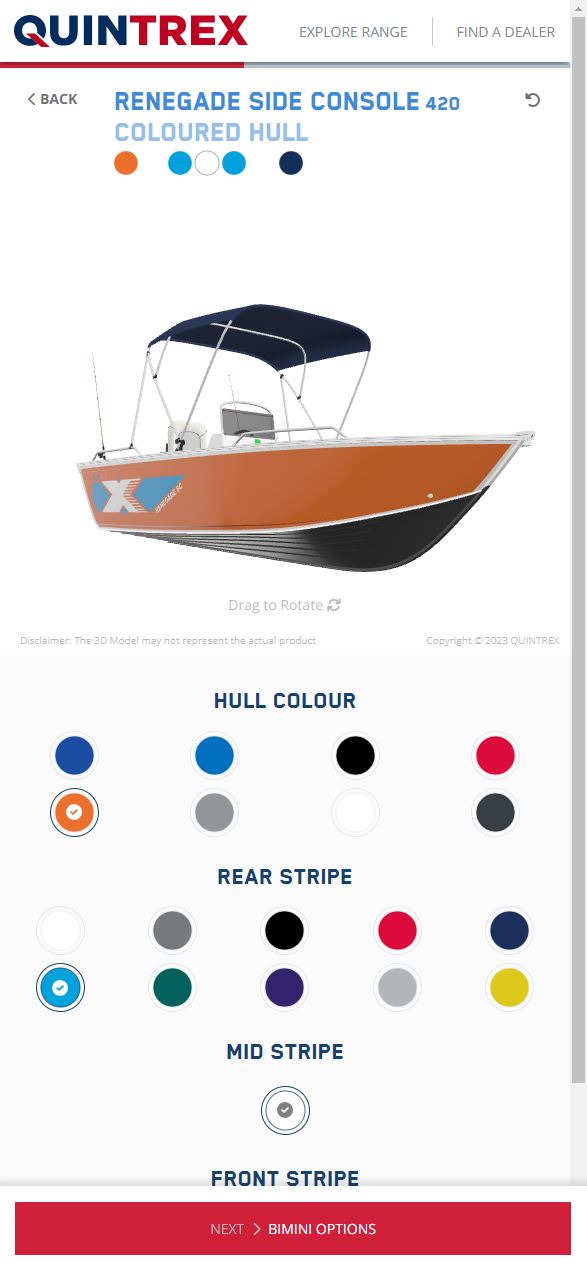 QUINTREX
EXPLORE RANGE
FIND A DEALER
BACK
RENEGADE SIDE CONSOLE 420
COLOURED HULL
X
RENEGADE SC
Drag to Rotate
Disclaimer: The 3D Model may not represent the actual product
Copyright © 2023 QUINTREX
HULL COLOUR
REAR STRIPE
MID STRIPE
FRONT STRIPE
NEXT > BIMINI OPTIONS